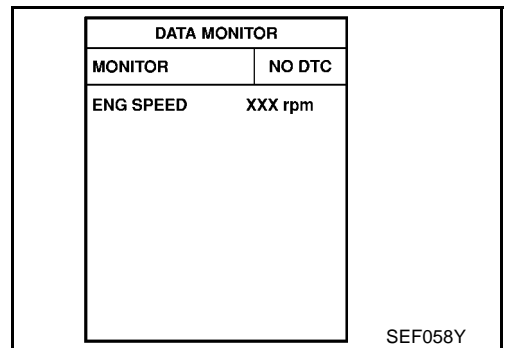 DATA MONITOR
MONITOR NO DTC
ENG SPEED XXX rpm
SEF058Y